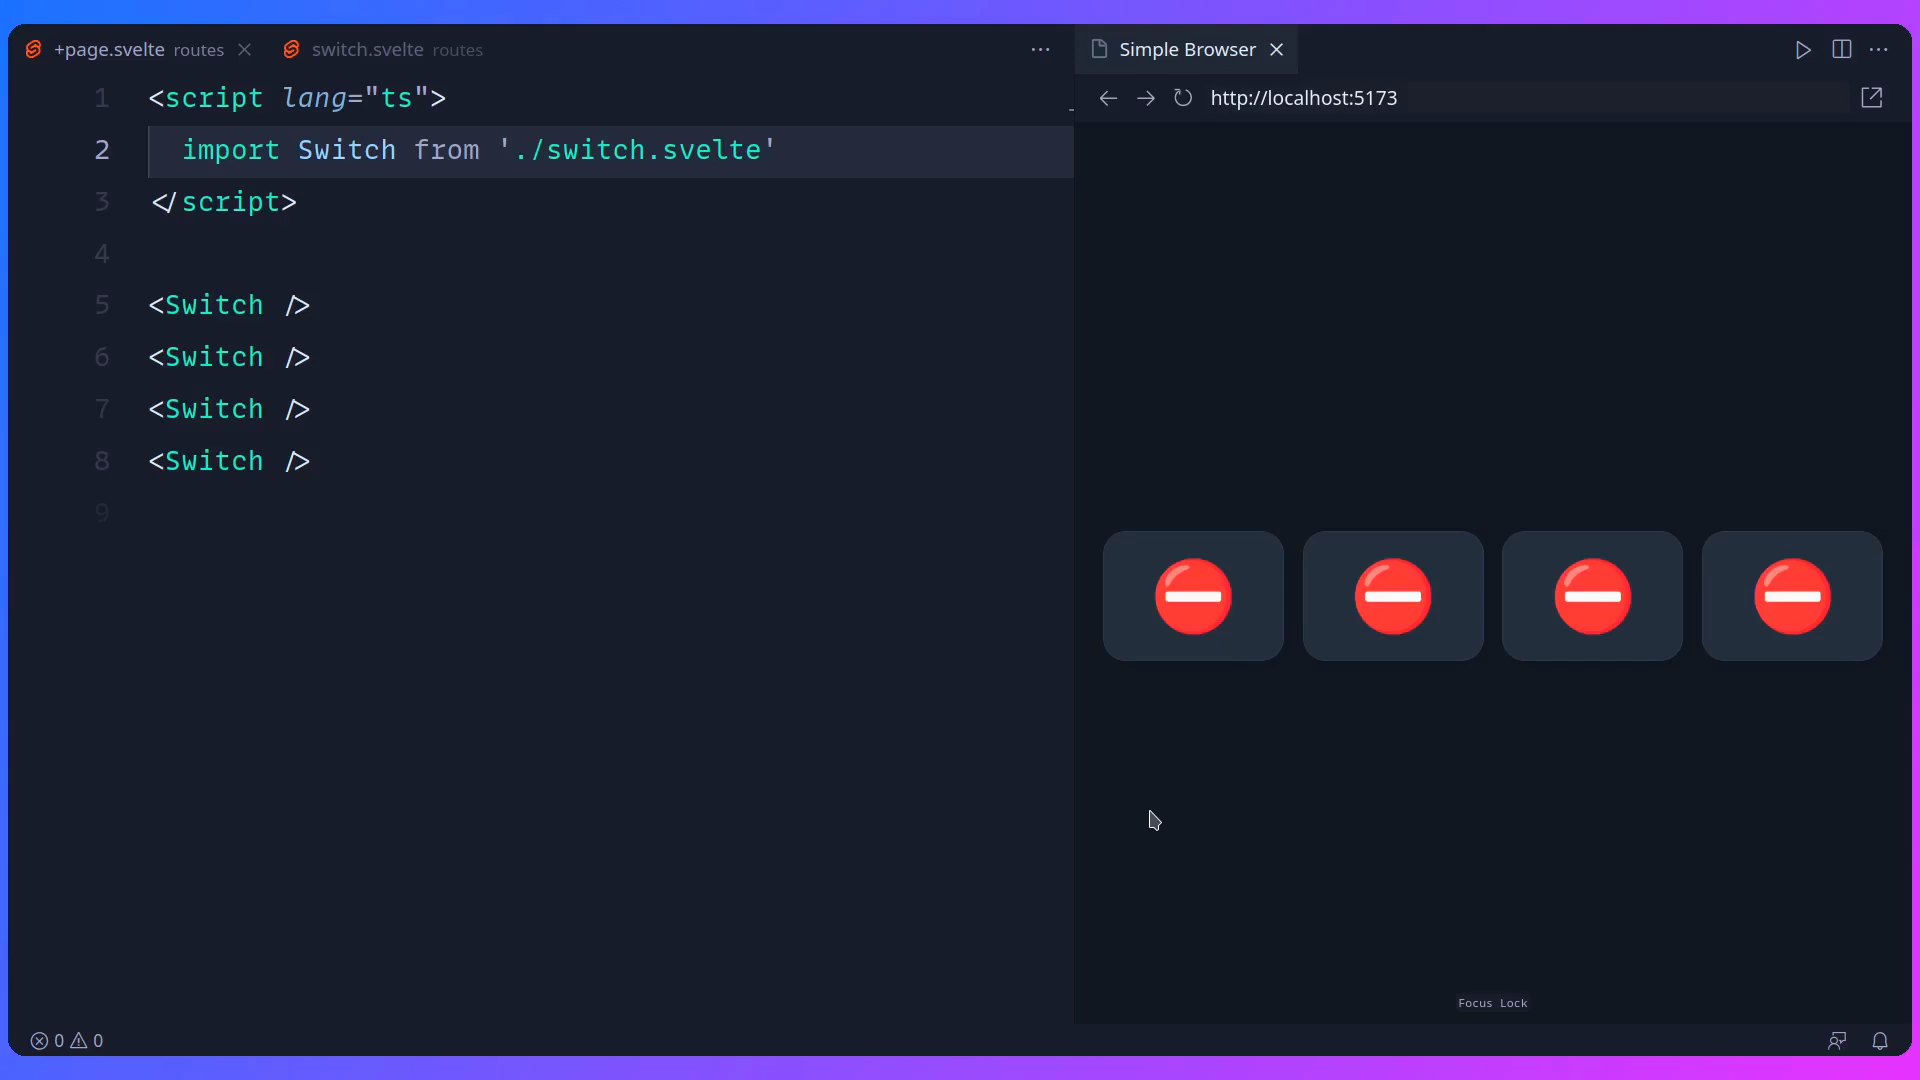 +page.svelte routes
switch.svelte routes
1 <script lang="ts">
2 import Switch from './switch.svelte'
3 </script>
4
5 <Switch />
6 <Switch />
7 <Switch />
8 <Switch />
9
0 0
Simple Browser
http://localhost:5173
Focus Lock